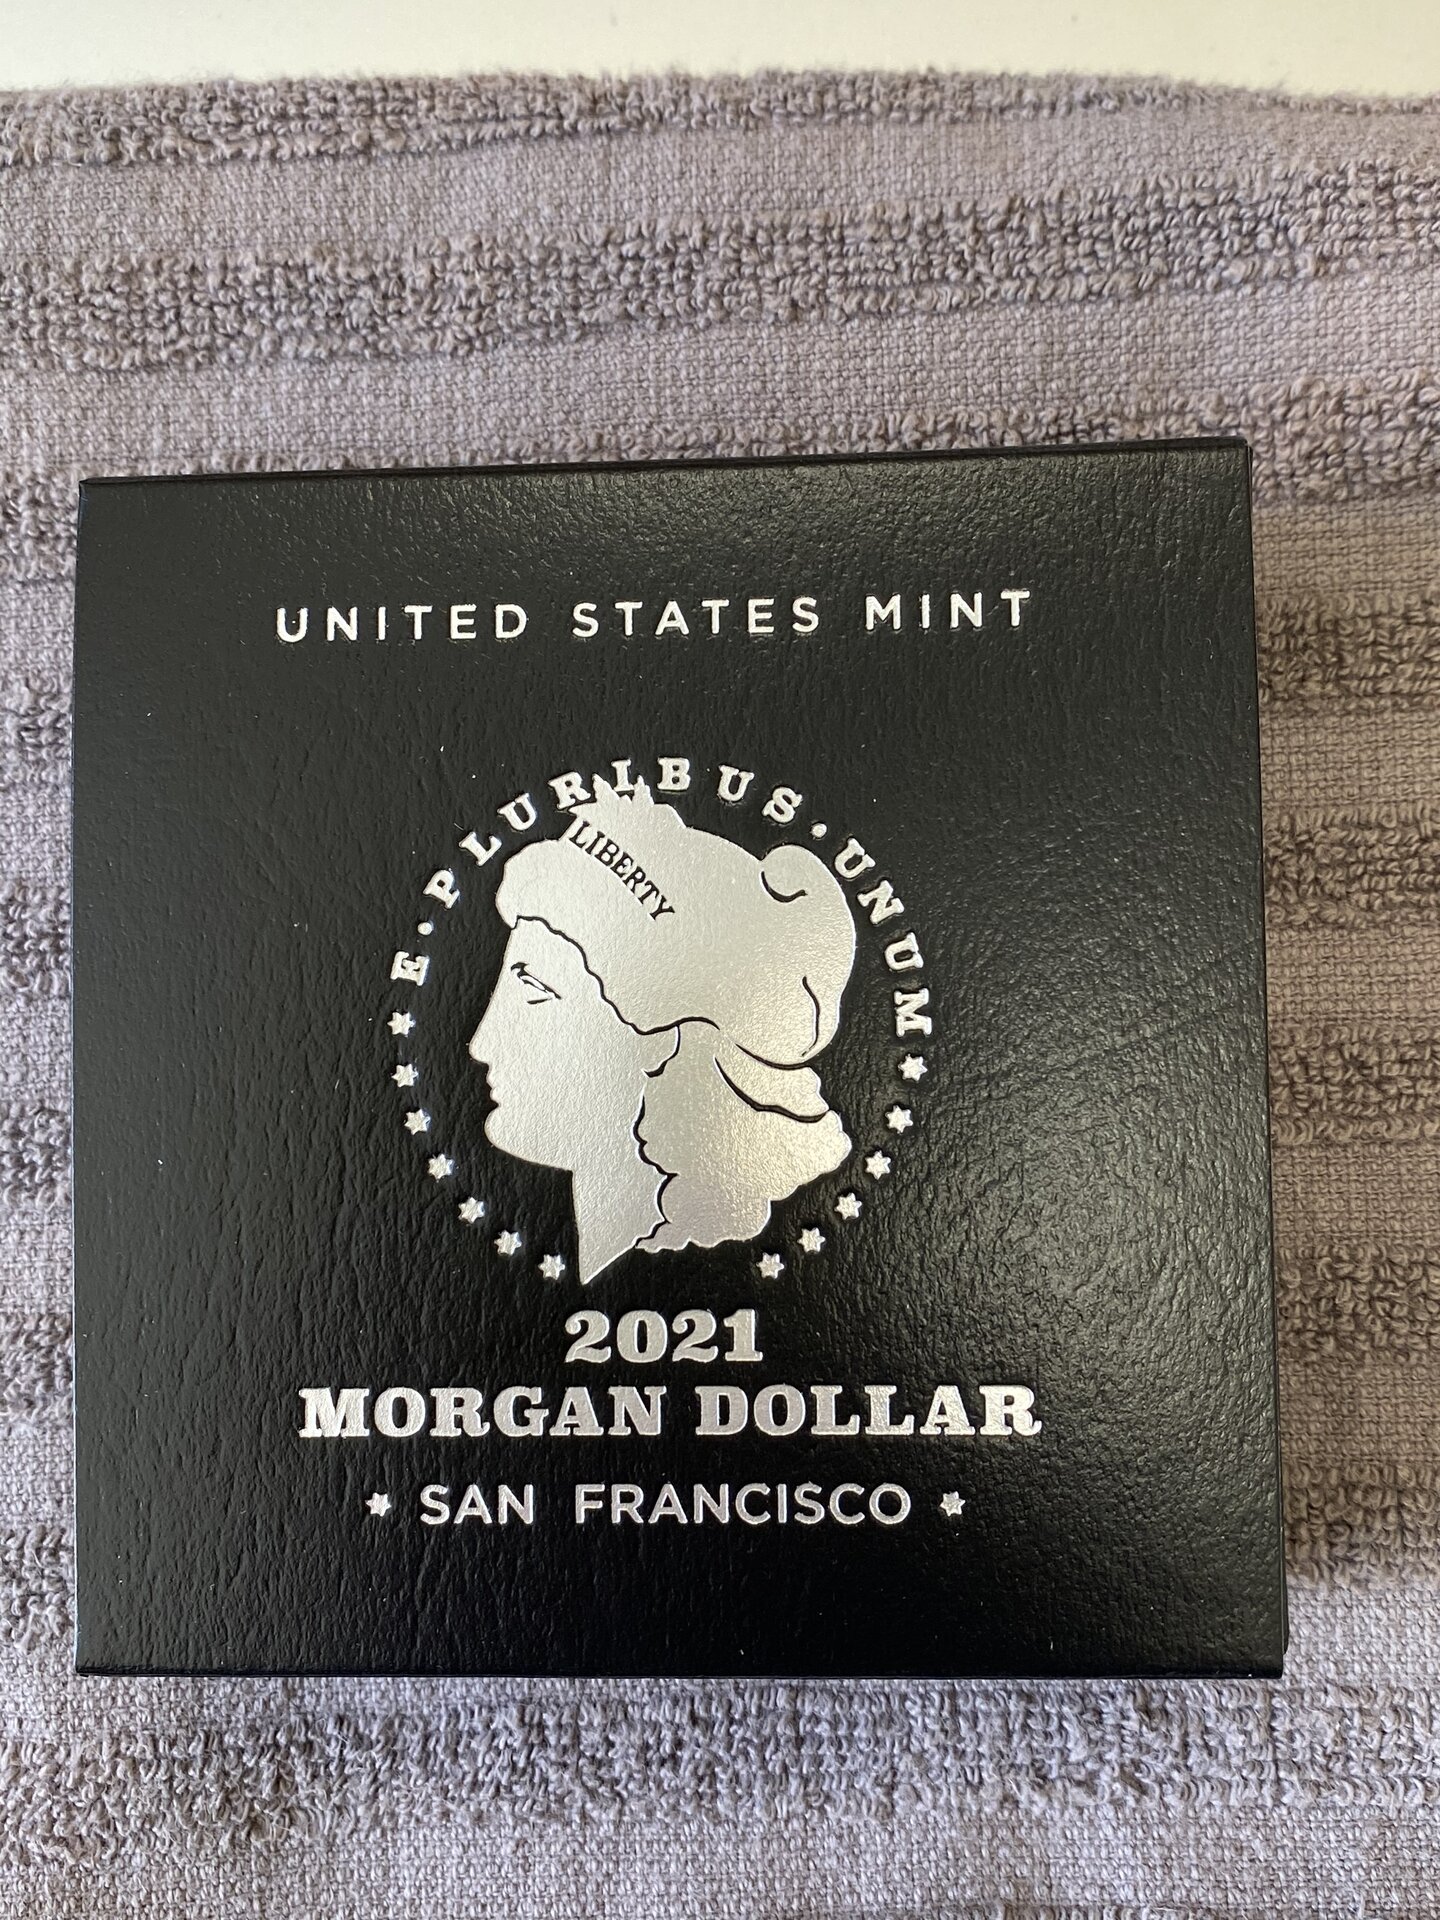 UNITED STATES MINT
E·PLURIBUS·UNUM
LIBERTY
2021
MORGAN DOLLAR
★ SAN FRANCISCO ★